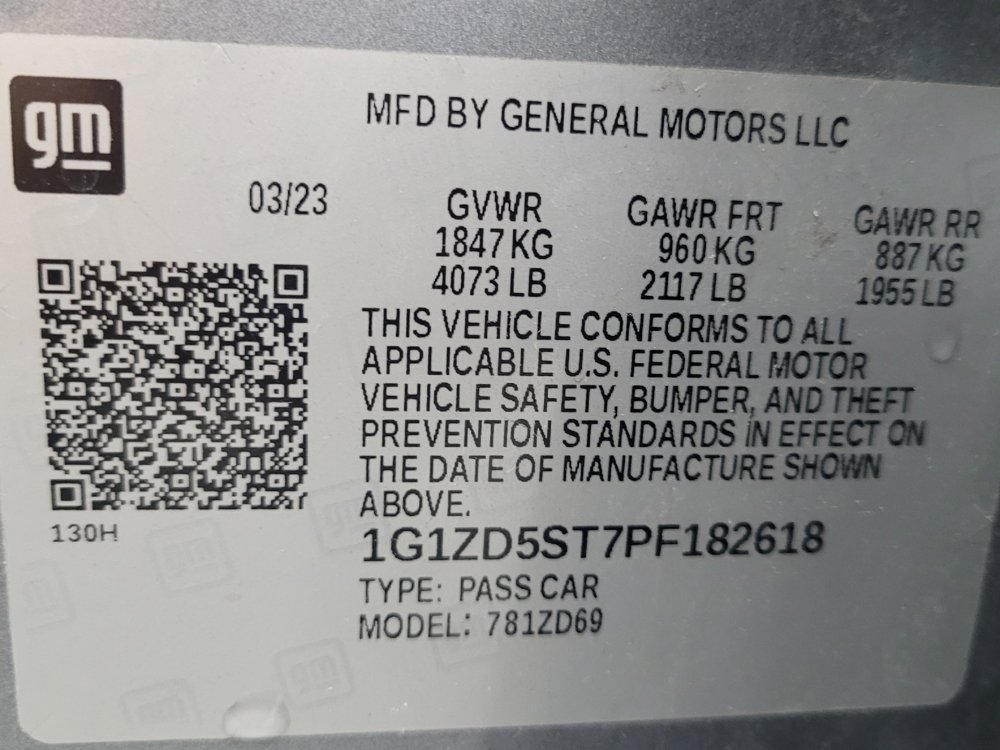 gm
MFD BY GENERAL MOTORS LLC
03/23
GVWR
1847 KG
4073 LB
GAWR FRT
960 KG
2117 LB
GAWR RR
887 KG
1955 LB
THIS VEHICLE CONFORMS TO ALL
APPLICABLE U.S. FEDERAL MOTOR
VEHICLE SAFETY, BUMPER, AND THEFT
PREVENTION STANDARDS IN EFFECT ON
THE DATE OF MANUFACTURE SHOWN
ABOVE.
130H
1G1ZD5ST7PF182618
TYPE: PASS CAR
MODEL: 781ZD69